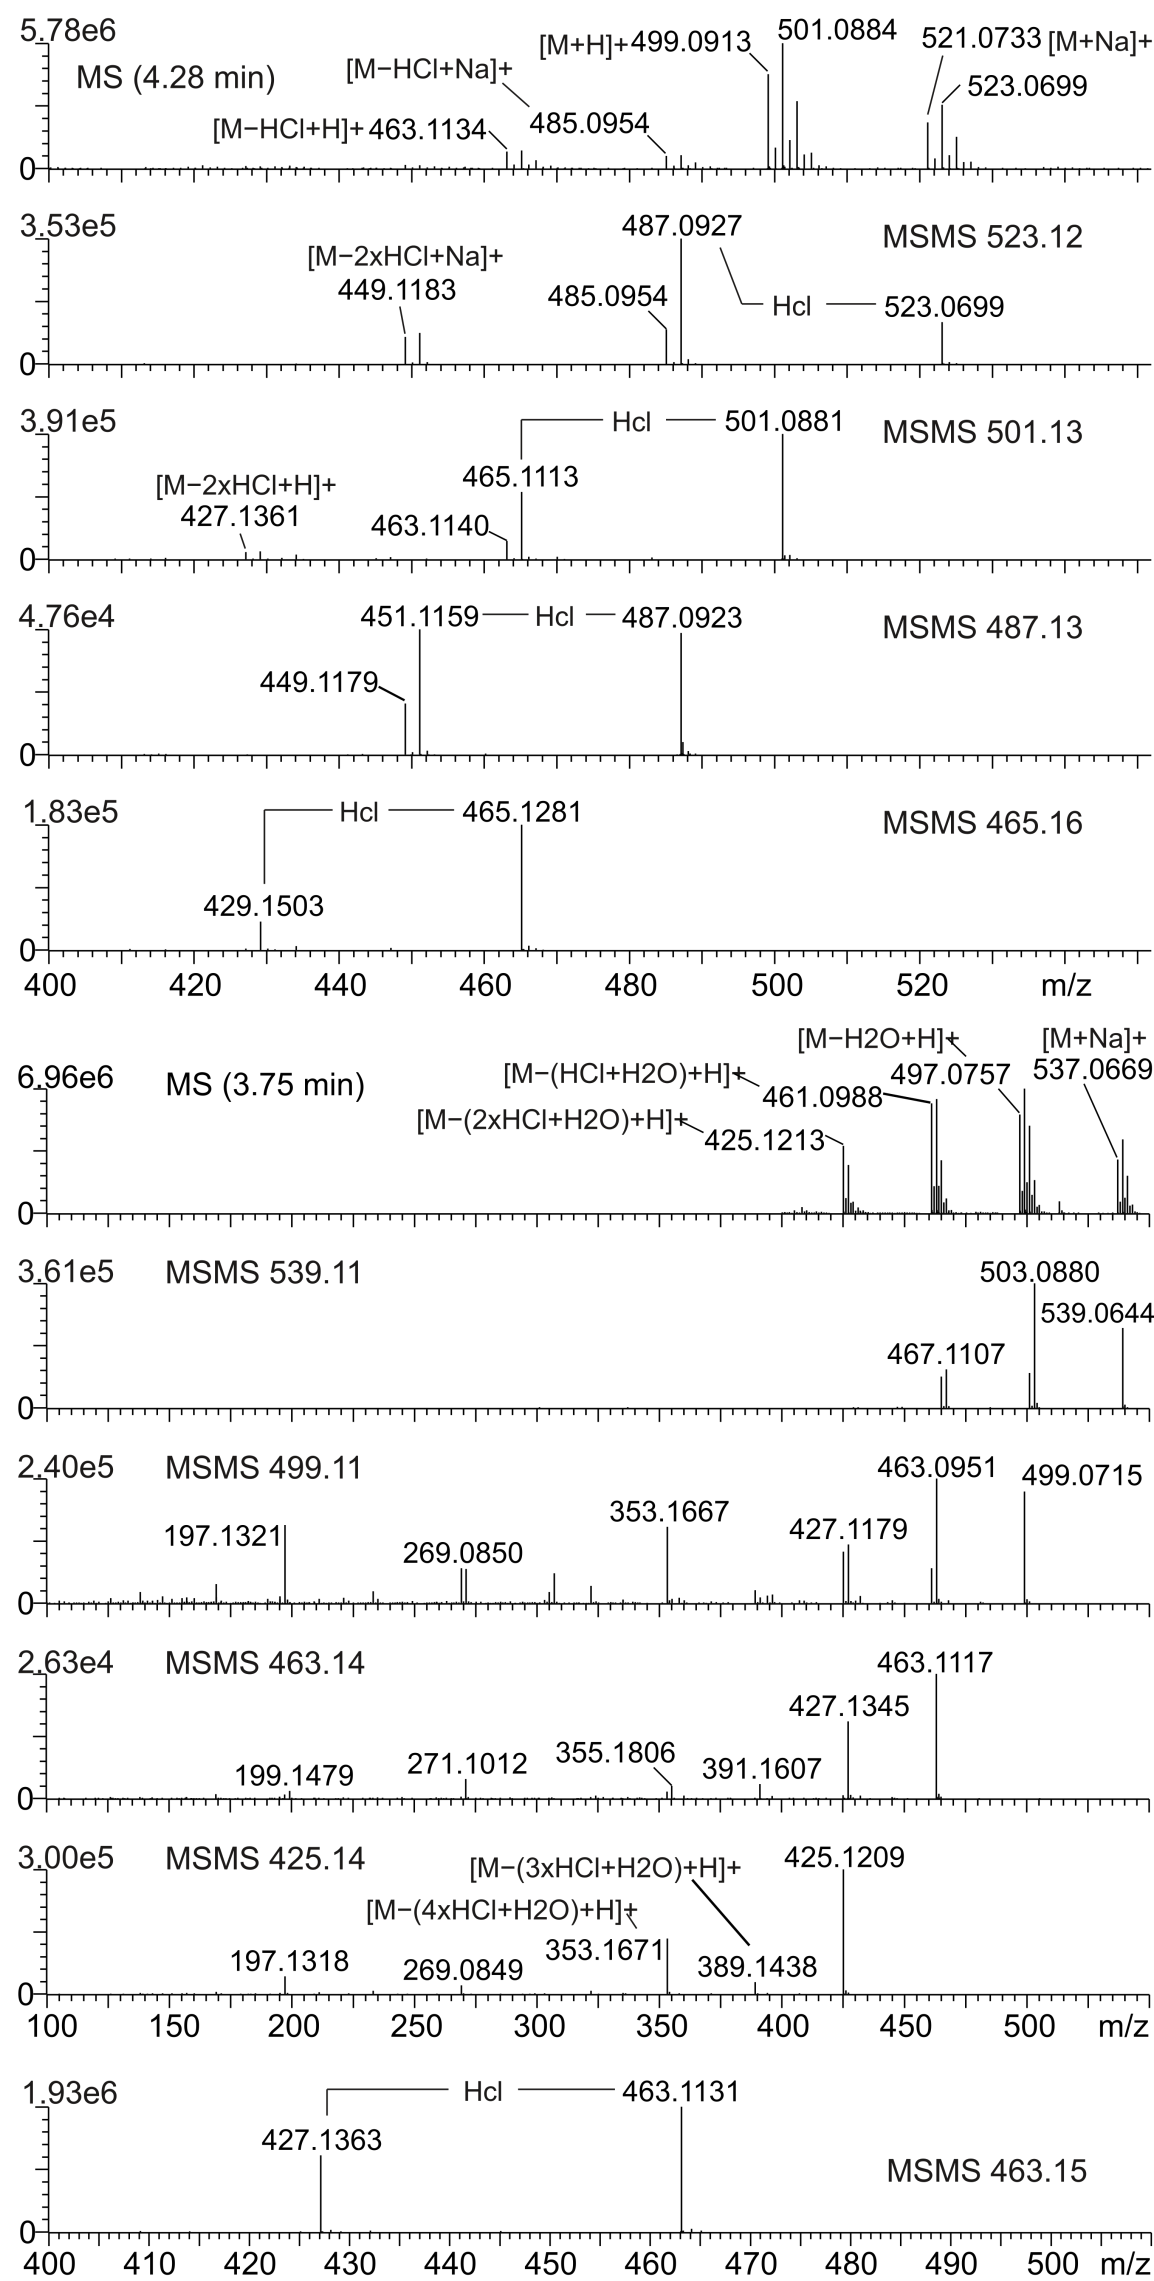 5.78e6
MS (4.28 min)
[M−HCl+H]+ 463.1134
[M−HCl+Na]+
485.0954
[M+H]+ 499.0913
501.0884
521.0733 [M+Na]+
523.0699
0
3.53e5
[M−2xHCl+Na]+
449.1183
485.0954
487.0927
Hcl
523.0699
MSMS 523.12
0
3.91e5
[M−2xHCl+H]+
427.1361
463.1140
465.1113
Hcl
501.0881
MSMS 501.13
0
4.76e4
449.1179
451.1159
Hcl
487.0923
MSMS 487.13
0
1.83e5
429.1503
Hcl
465.1281
MSMS 465.16
0
400 420 440 460 480 500 520 m/z
6.96e6
MS (3.75 min)
[M−H2O+H]+
[M+Na]+
[M−(HCl+H2O)+H]+
497.0757
537.0669
461.0988
[M−(2xHCl+H2O)+H]+
425.1213
0
3.61e5
MSMS 539.11
503.0880
539.0644
467.1107
0
2.40e5
MSMS 499.11
463.0951
499.0715
353.1667
427.1179
197.1321
269.0850
0
2.63e4
MSMS 463.14
463.1117
427.1345
355.1806
391.1607
271.1012
199.1479
0
3.00e5
MSMS 425.14
[M−(3xHCl+H2O)+H]+
425.1209
[M−(4xHCl+H2O)+H]+
353.1671
389.1438
197.1318
269.0849
0
100 150 200 250 300 350 400 450 500 m/z
1.93e6
Hcl
463.1131
427.1363
MSMS 463.15
0
400 410 420 430 440 450 460 470 480 490 500 m/z